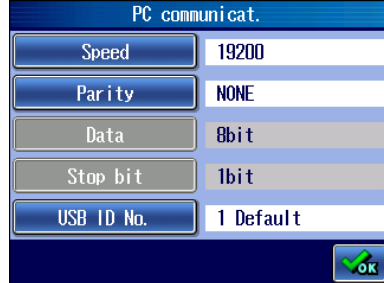 PC communicat.
Speed 19200
Parity NONE
Data 8bit
Stop bit 1bit
USB ID No. 1 Default
OK